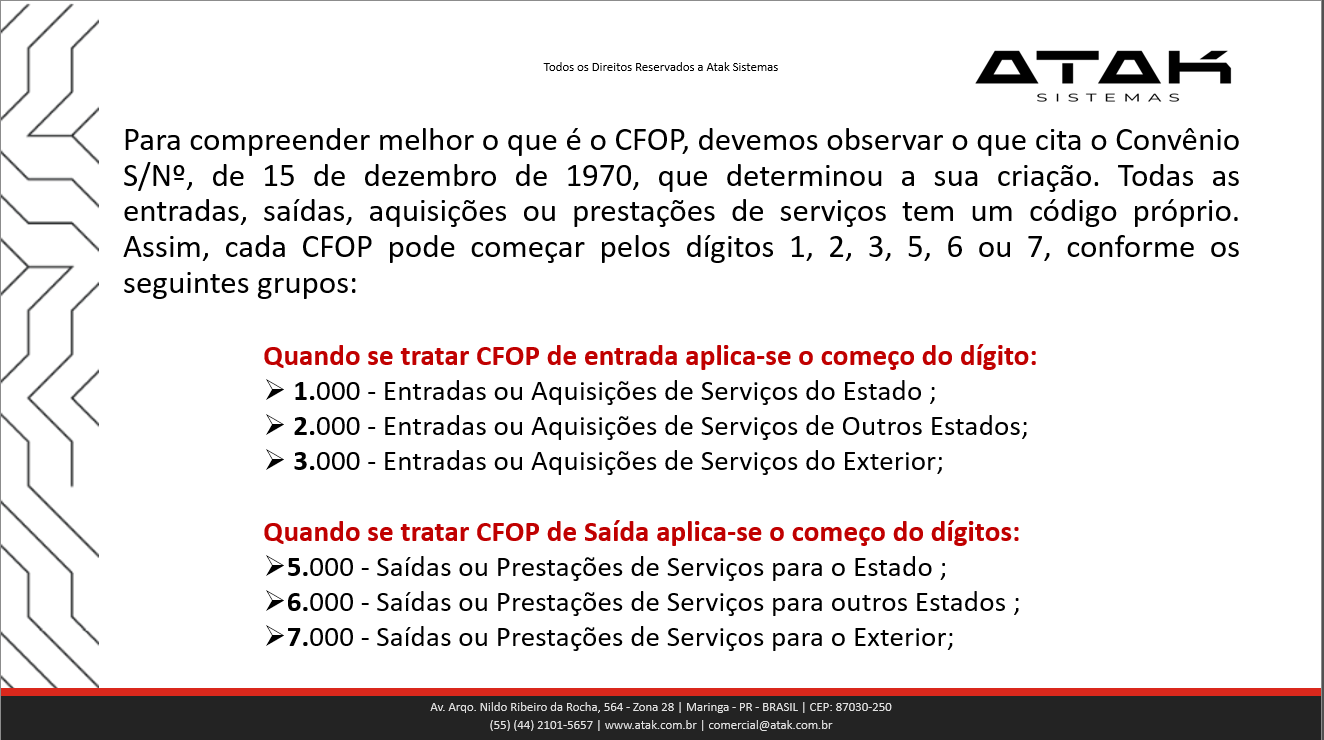 Todos os Direitos Reservados a Atak Sistemas
ATAK
SISTEMAS
Para compreender melhor o que é o CFOP, devemos observar o que cita o Convênio
S/Nº, de 15 de dezembro de 1970, que determinou a sua criação. Todas as
entradas, saídas, aquisições ou prestações de serviços tem um código próprio.
Assim, cada CFOP pode começar pelos dígitos 1, 2, 3, 5, 6 ou 7, conforme os
seguintes grupos:
Quando se tratar CFOP de entrada aplica-se o começo do dígito:
➢ 1.000 - Entradas ou Aquisições de Serviços do Estado ;
➢ 2.000 - Entradas ou Aquisições de Serviços de Outros Estados;
➢ 3.000 - Entradas ou Aquisições de Serviços do Exterior;
Quando se tratar CFOP de Saída aplica-se o começo do dígitos:
➢5.000 - Saídas ou Prestações de Serviços para o Estado ;
➢6.000 - Saídas ou Prestações de Serviços para outros Estados ;
➢7.000 - Saídas ou Prestações de Serviços para o Exterior;
Av. Arqo. Nildo Ribeiro da Rocha, 564 - Zona 28 | Maringa - PR - BRASIL | CEP: 87030-250
(55) (44) 2101-5657 | www.atak.com.br | comercial@atak.com.br